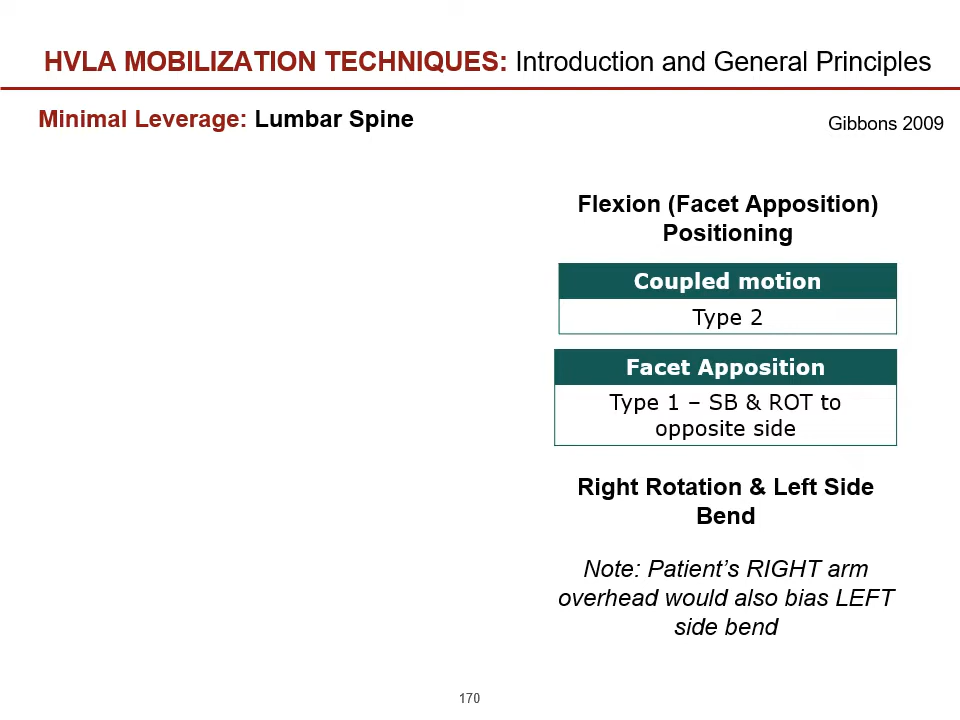 HVLA MOBILIZATION TECHNIQUES: Introduction and General Principles
Minimal Leverage: Lumbar Spine
Gibbons 2009
Flexion (Facet Apposition)
Positioning
Coupled motion
Type 2
Facet Apposition
Type 1 – SB & ROT to
opposite side
Right Rotation & Left Side
Bend
Note: Patient’s RIGHT arm
overhead would also bias LEFT
side bend
170